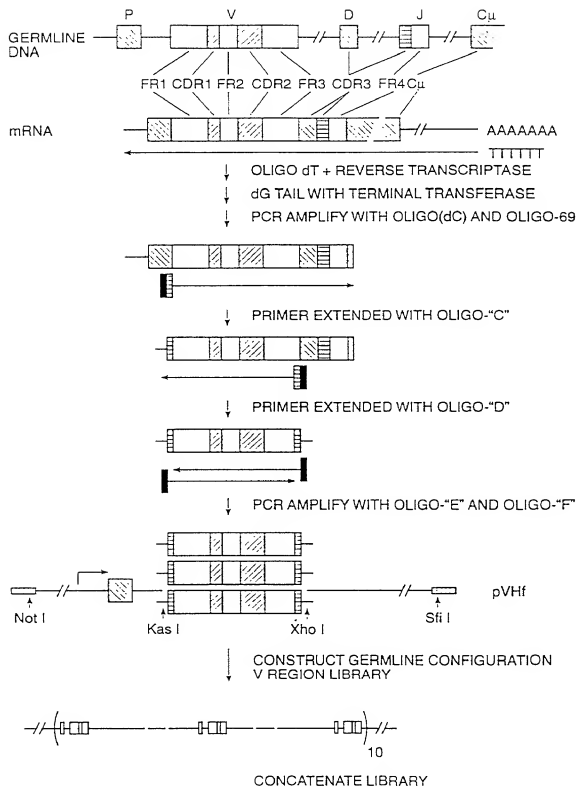 P V D J Cμ
GERMLINE
DNA
FR1 CDR1 FR2 CDR2 FR3 CDR3 FR4 Cμ
mRNA
AAAAAAA
TTTTTT
OLIGO dT + REVERSE TRANSCRIPTASE
dG TAIL WITH TERMINAL TRANSFERASE
PCR AMPLIFY WITH OLIGO(dC) AND OLIGO-69
PRIMER EXTENDED WITH OLIGO-“C”
PRIMER EXTENDED WITH OLIGO-“D”
PCR AMPLIFY WITH OLIGO-“E” AND OLIGO-“F”
pVHf
Not I Kas I Xho I Sfi I
CONSTRUCT GERMLINE CONFIGURATION
V REGION LIBRARY
10
CONCATENATE LIBRARY